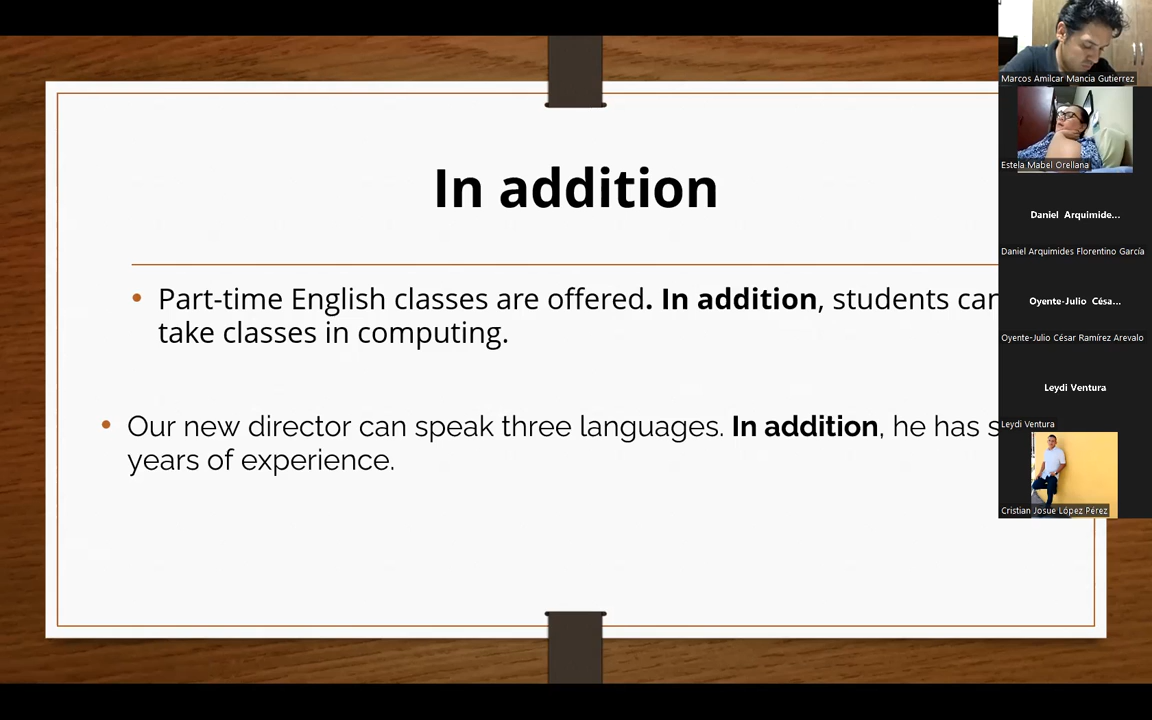 In addition
• Part-time English classes are offered. In addition, students can
take classes in computing.
• Our new director can speak three languages. In addition, he has
years of experience.
Marcos Amilcar Mancia Gutierrez
Estela Mabel Orellana
Daniel Arquimide...
Daniel Arquimides Florentino García
Oyente-Julio Césa...
Oyente-Julio César Ramírez Arevalo
Leydi Ventura
Leydi Ventura
Cristian Josue López Pérez